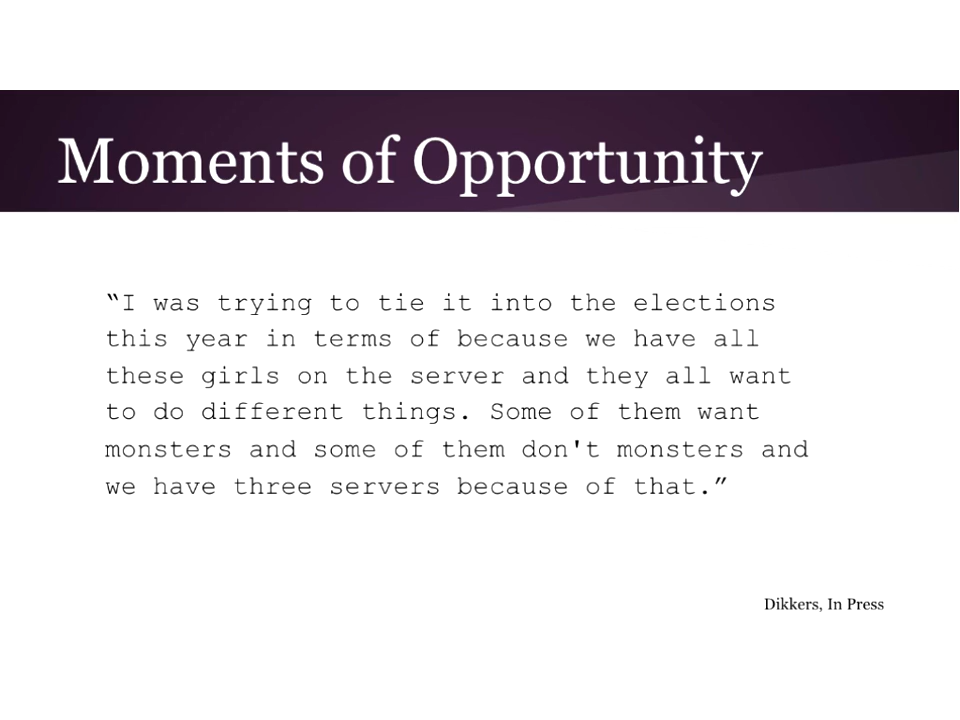 Moments of Opportunity
“I was trying to tie it into the elections
this year in terms of because we have all
these girls on the server and they all want
to do different things. Some of them want
monsters and some of them don't monsters and
we have three servers because of that.”
Dikkers, In Press